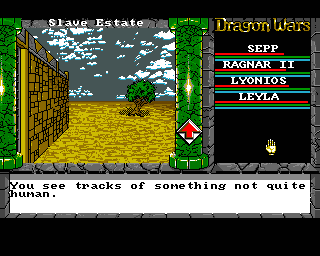 Slave Estate
Dragon Wars
SEPP
RAGNAR II
LYONIOS
LEYLA
You see tracks of something not quite
human.